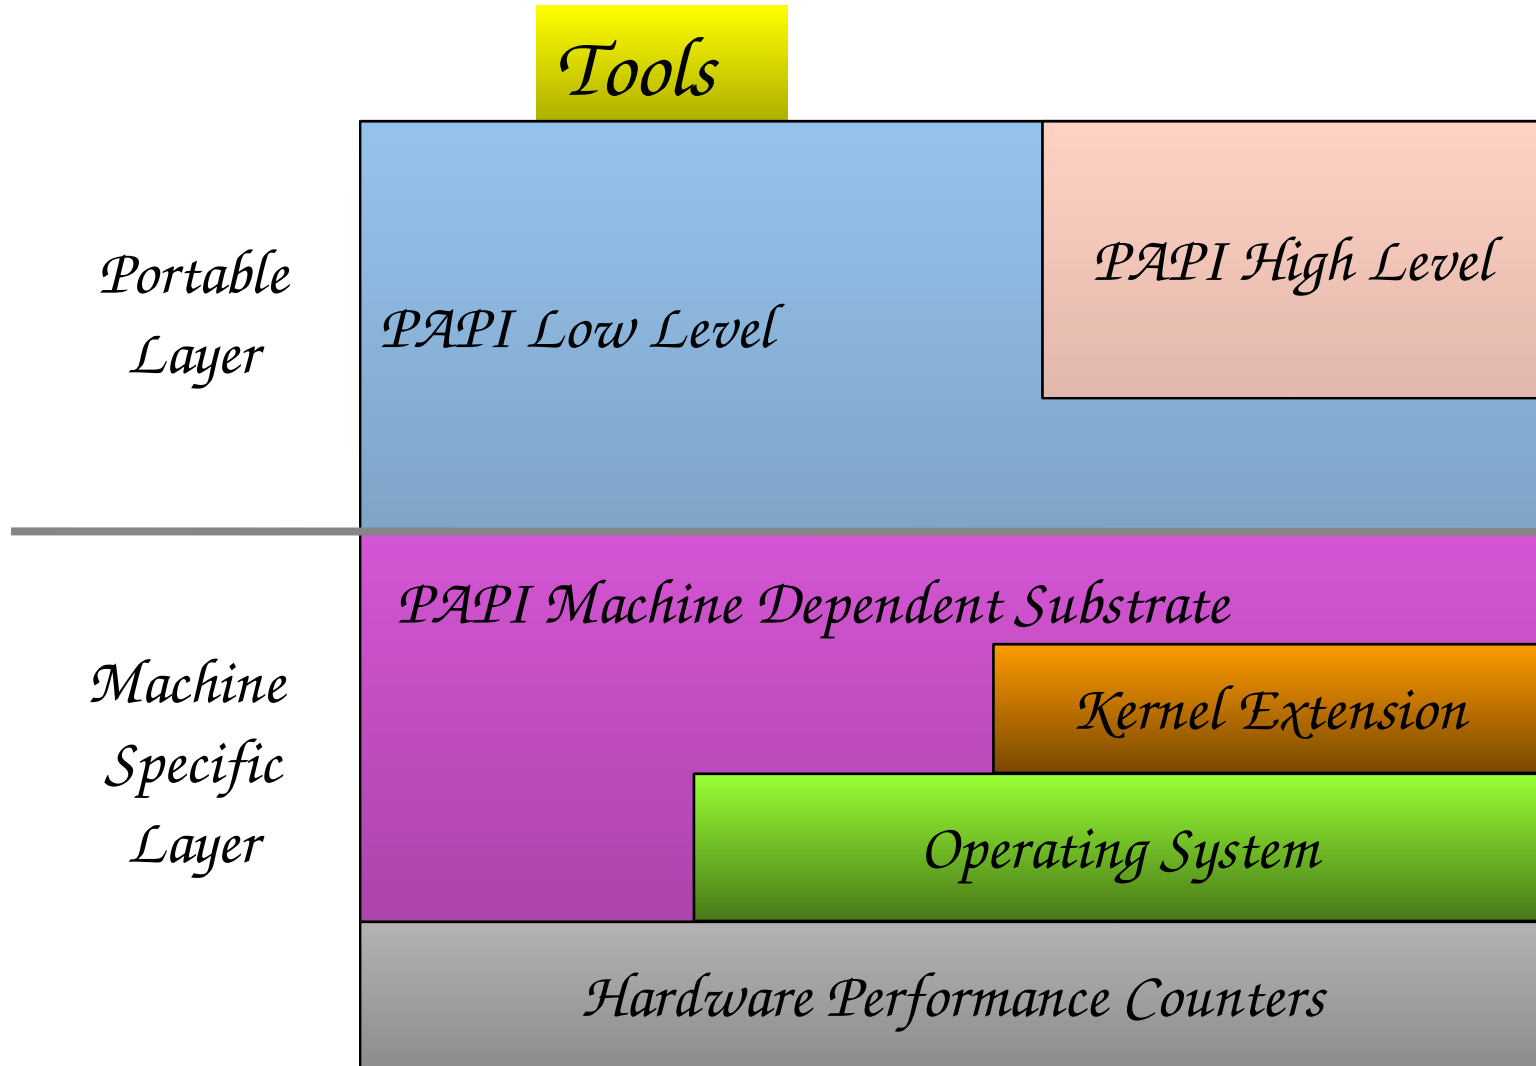 Tools
PAPI High Level
Portable
Layer
PAPI Low Level
PAPI Machine Dependent Substrate
Machine
Specific
Layer
Kernel Extension
Operating System
Hardware Performance Counters